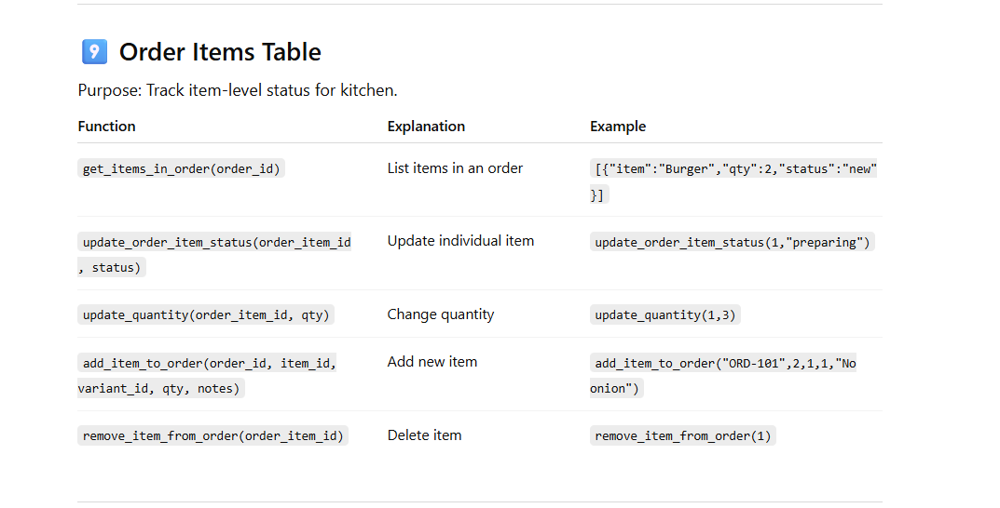 9 Order Items Table
Purpose: Track item-level status for kitchen.
Function Explanation Example
get_items_in_order(order_id) List items in an order [{"item":"Burger","qty":2,"status":"new"
}]
update_order_item_status(order_item_id Update individual item update_order_item_status(1,"preparing")
, status)
update_quantity(order_item_id, qty) Change quantity update_quantity(1,3)
add_item_to_order(order_id, item_id, Add new item add_item_to_order("ORD-101",2,1,1,"No
variant_id, qty, notes) onion")
remove_item_from_order(order_item_id) Delete item remove_item_from_order(1)